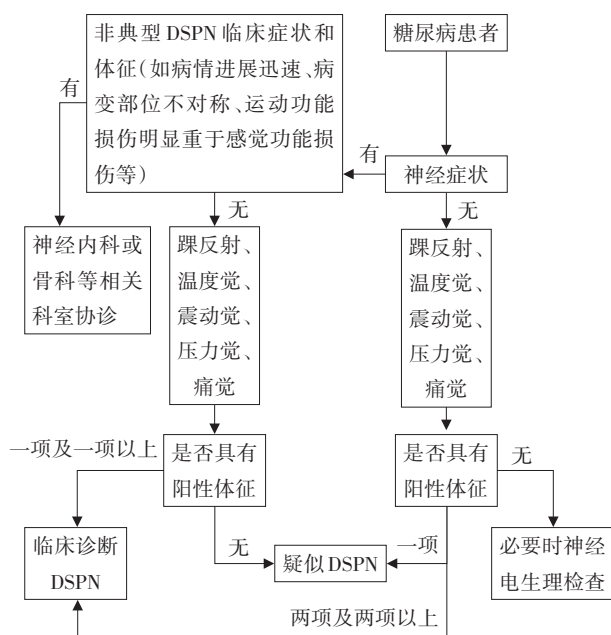 非典型DSPN临床症状和
体征(如病情进展迅速、病
变部位不对称、运动功能
损伤明显重于感觉功能损
伤等)
糖尿病患者
有
有
神经症状
无
无
神经内科或
骨科等相关
科室协诊
踝反射、
温度觉、
震动觉、
压力觉、
痛觉
踝反射、
温度觉、
震动觉、
压力觉、
痛觉
一项及一项以上
是否具有
阳性体征
是否具有
阳性体征
无
临床诊断
DSPN
无
疑似DSPN
一项
必要时神经
电生理检查
两项及两项以上